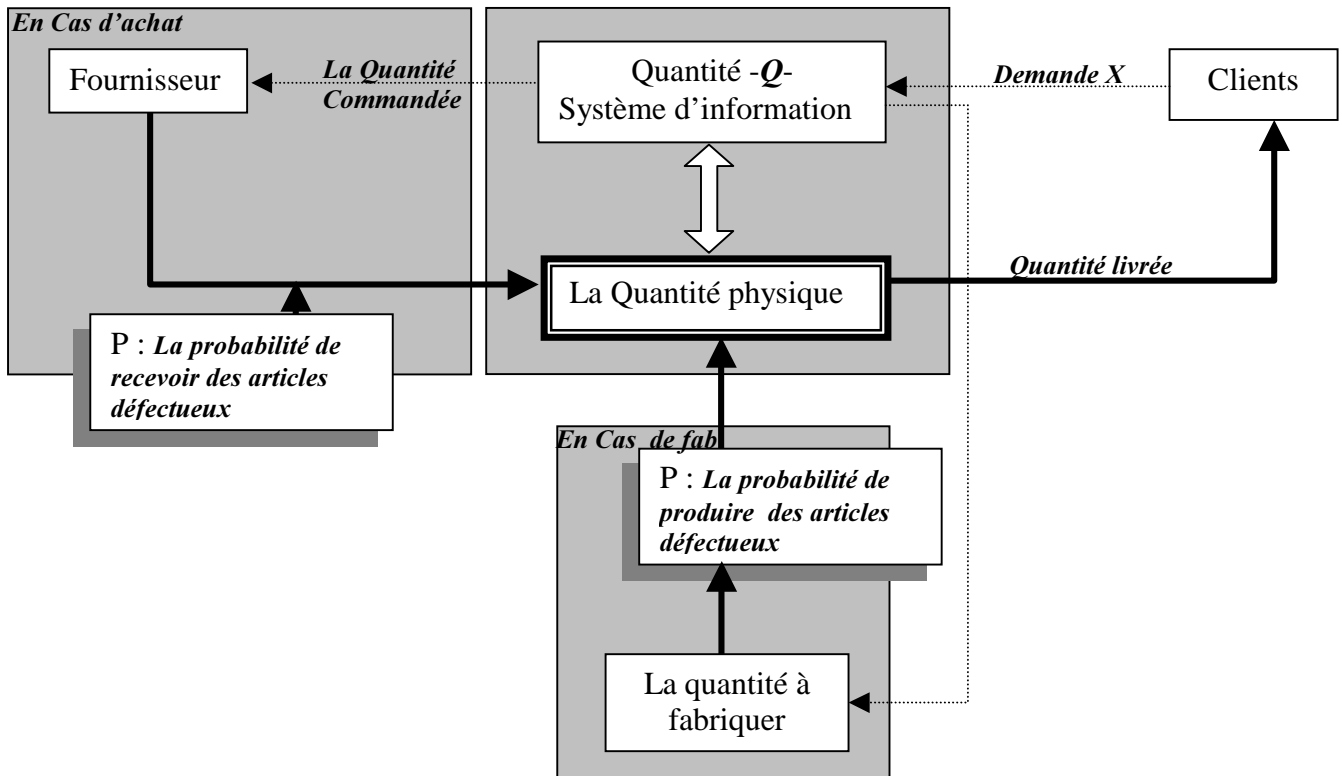 En Cas d'achat
Fournisseur
La Quantité
Commandée
Quantité -Q-
Système d'information
Demande X
Clients
La Quantité physique
Quantité livrée
P : La probabilité de
recevoir des articles
défectueux
En Cas de fab
P : La probabilité de
produire des articles
défectueux
La quantité à
fabriquer